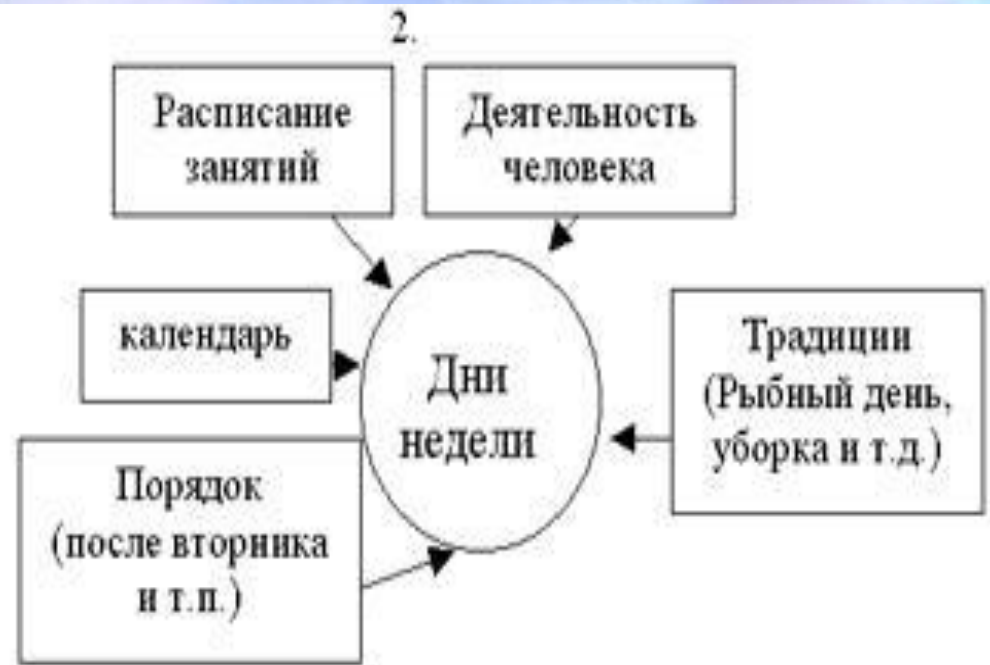 2.
Расписание
занятий
Деятельность
человека
календарь
Дни
недели
Традиции
(Рыбный день,
уборка и т.д.)
Порядок
(после вторника
и т.п.)